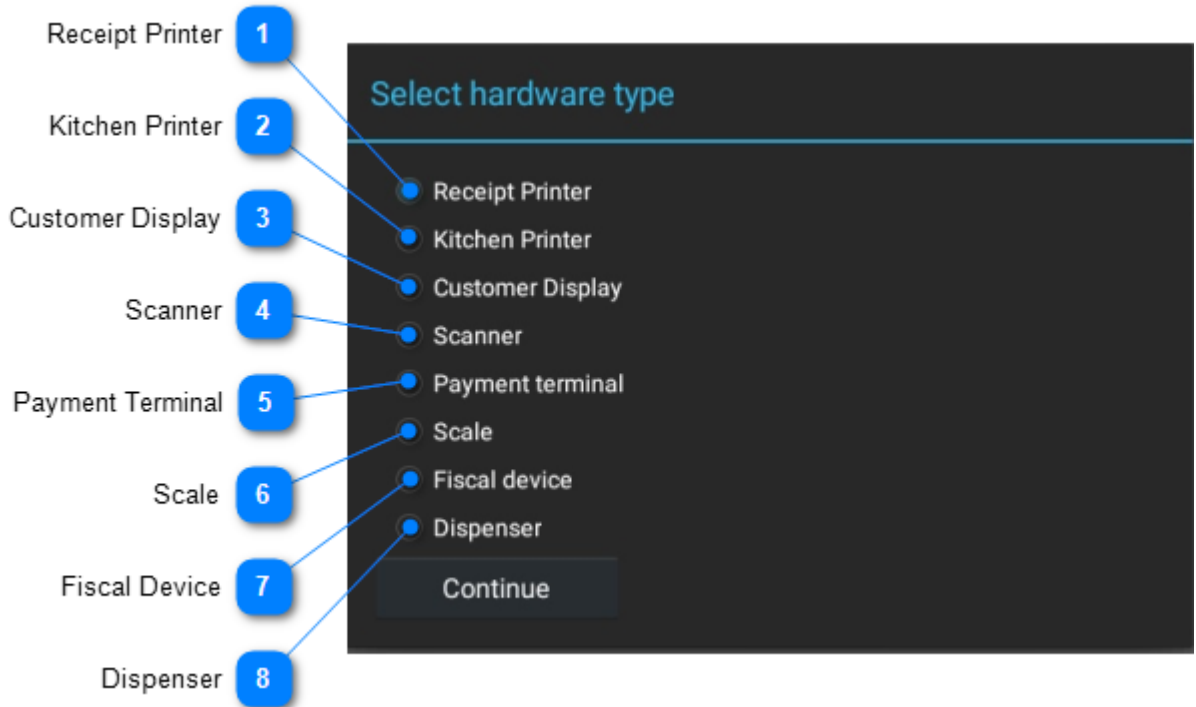 Receipt Printer 1
Kitchen Printer 2
Customer Display 3
Scanner 4
Payment Terminal 5
Scale 6
Fiscal Device 7
Dispenser 8
Select hardware type
Receipt Printer
Kitchen Printer
Customer Display
Scanner
Payment terminal
Scale
Fiscal device
Dispenser
Continue